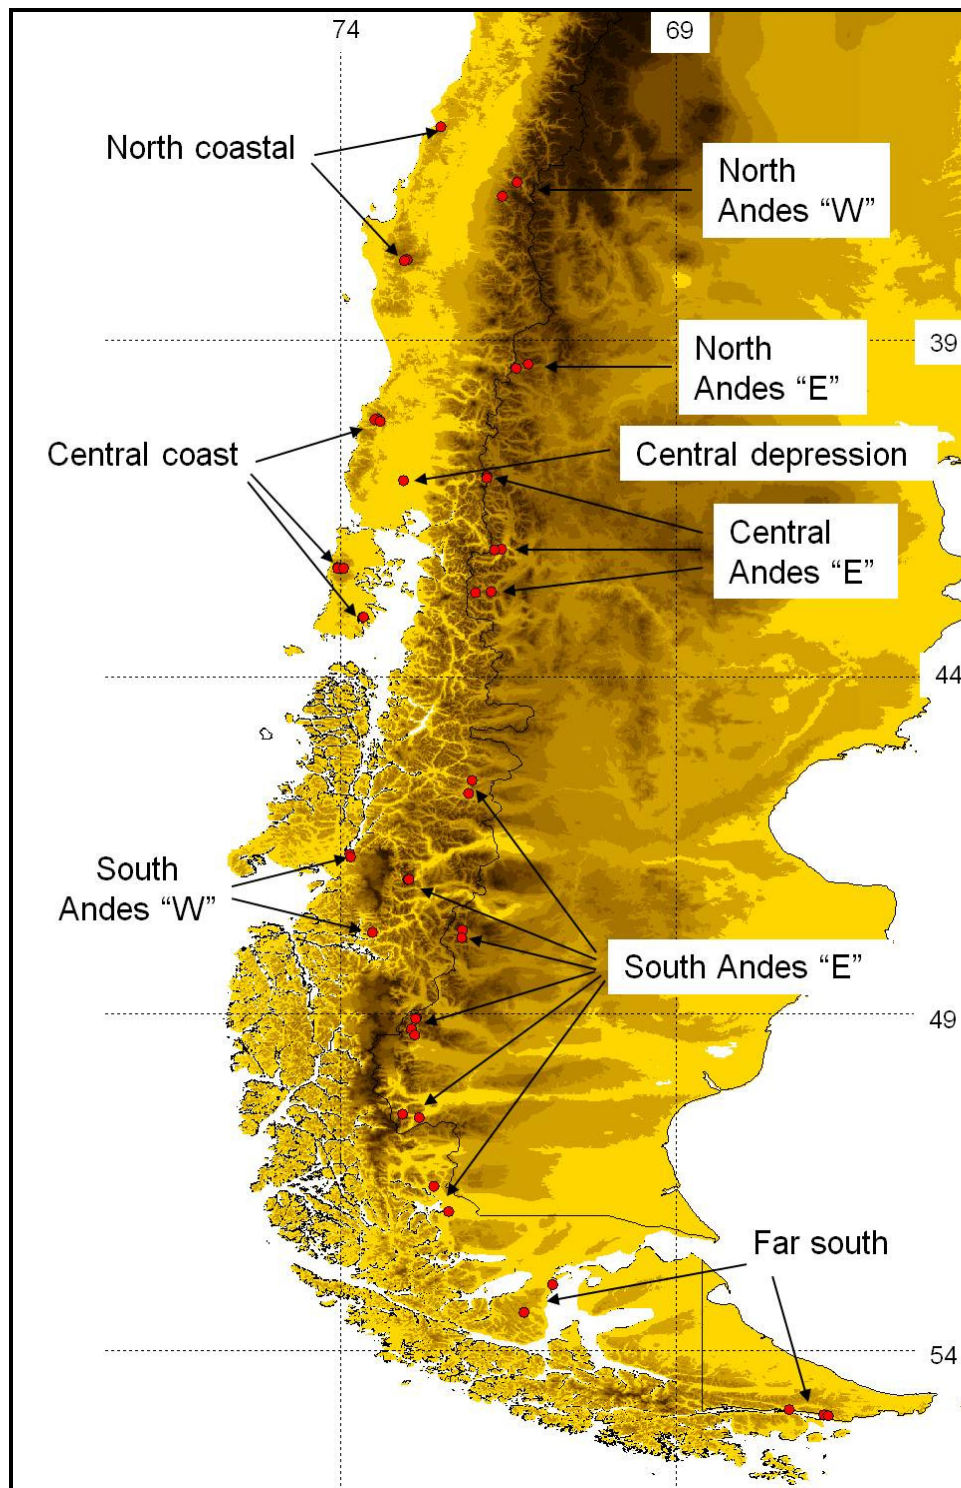 74
69
North coastal
North
Andes “W”
39
North
Andes “E”
Central coast
Central depression
Central
Andes “E”
44
South
Andes “W”
South Andes “E”
49
Far south
54